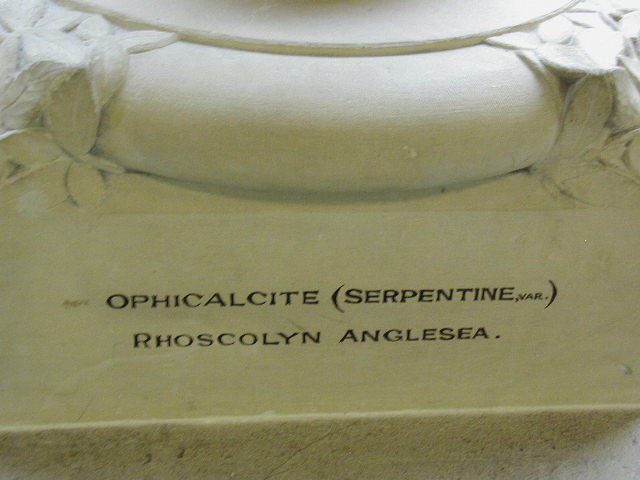 OPHICALCITE (SERPENTINE, VAR.)
RHOSCOLYN ANGLESEA.